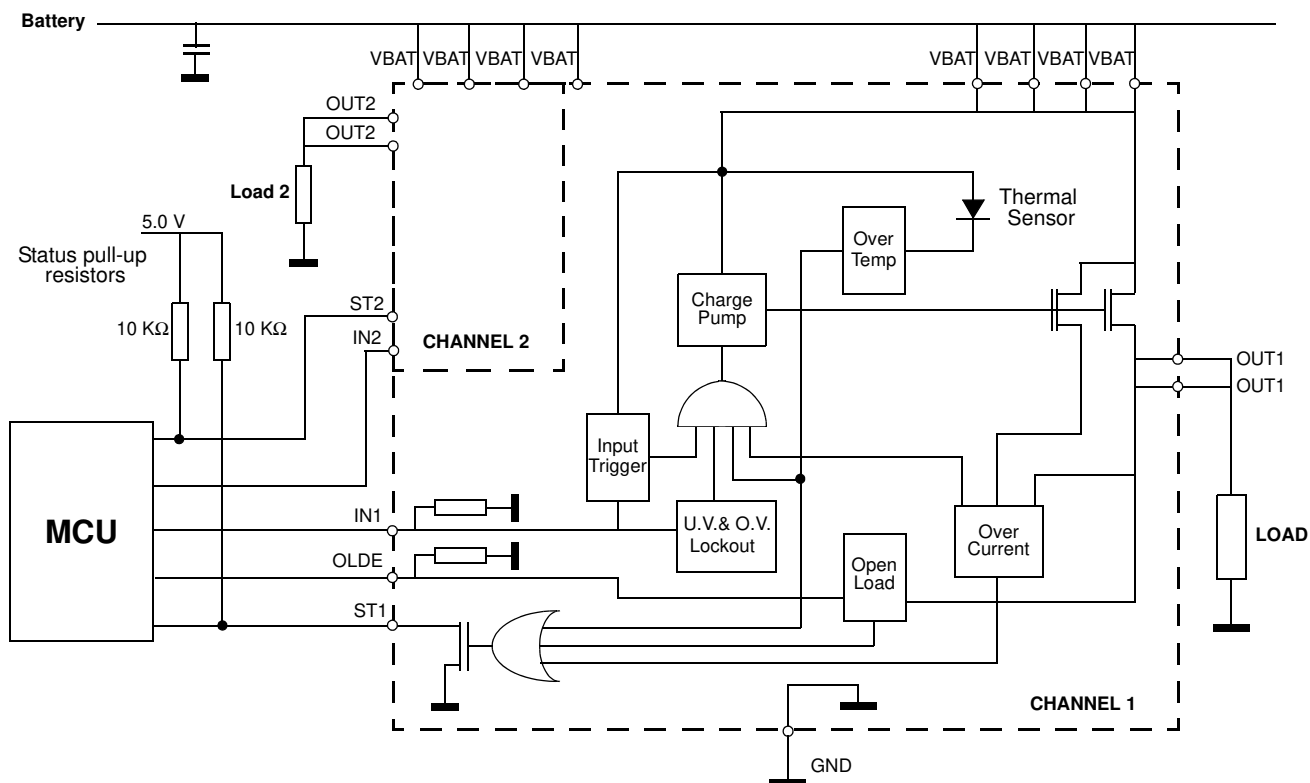 Battery
VBAT
VBAT
VBAT
VBAT
VBAT
VBAT
VBAT
VBAT
OUT2
OUT2
Load 2
5.0 V
Status pull-up
resistors
10 KΩ
10 KΩ
ST2
IN2
CHANNEL 2
Thermal
Sensor
Over
Temp
Charge
Pump
OUT1
OUT1
Input
Trigger
MCU
IN1
OLDE
ST1
U.V.& O.V.
Lockout
Open
Load
Over
Current
LOAD
CHANNEL 1
GND